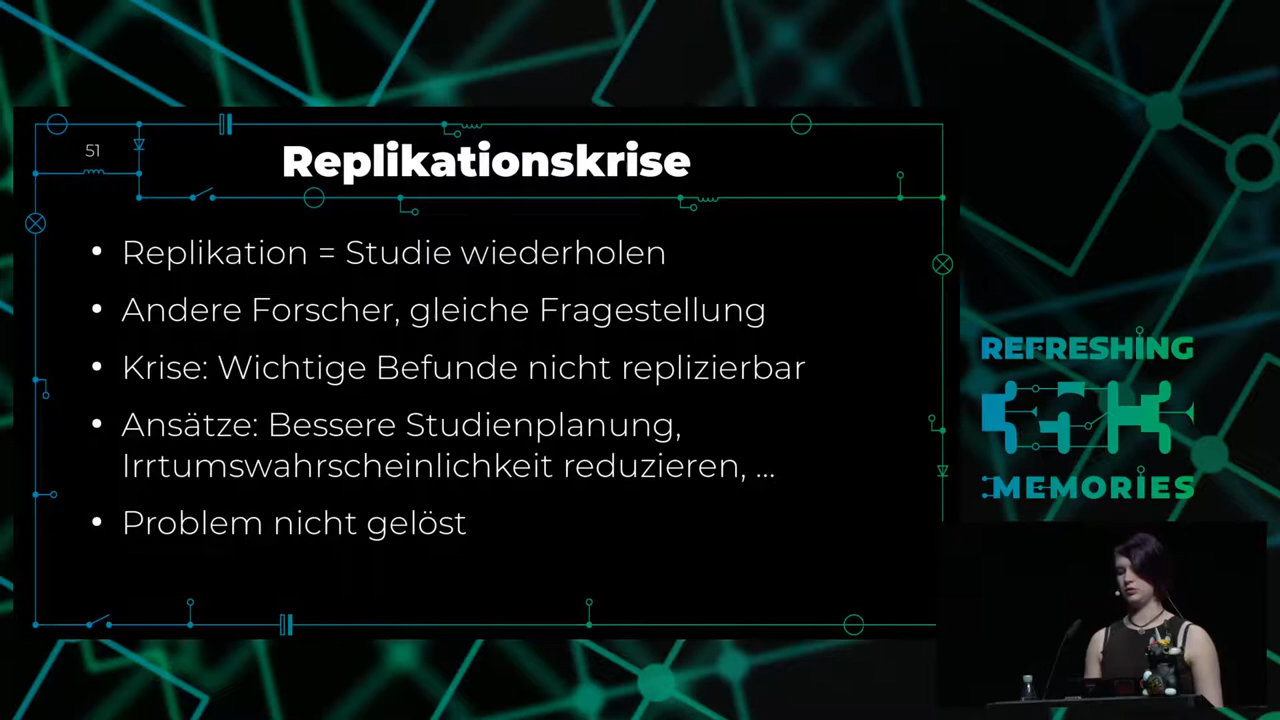 51
Replikationskrise
• Replikation = Studie wiederholen
• Andere Forscher, gleiche Fragestellung
• Krise: Wichtige Befunde nicht replizierbar
• Ansätze: Bessere Studienplanung,
Irrtumswahrscheinlichkeit reduzieren, ...
• Problem nicht gelöst
REFRESHING
MEMORIES